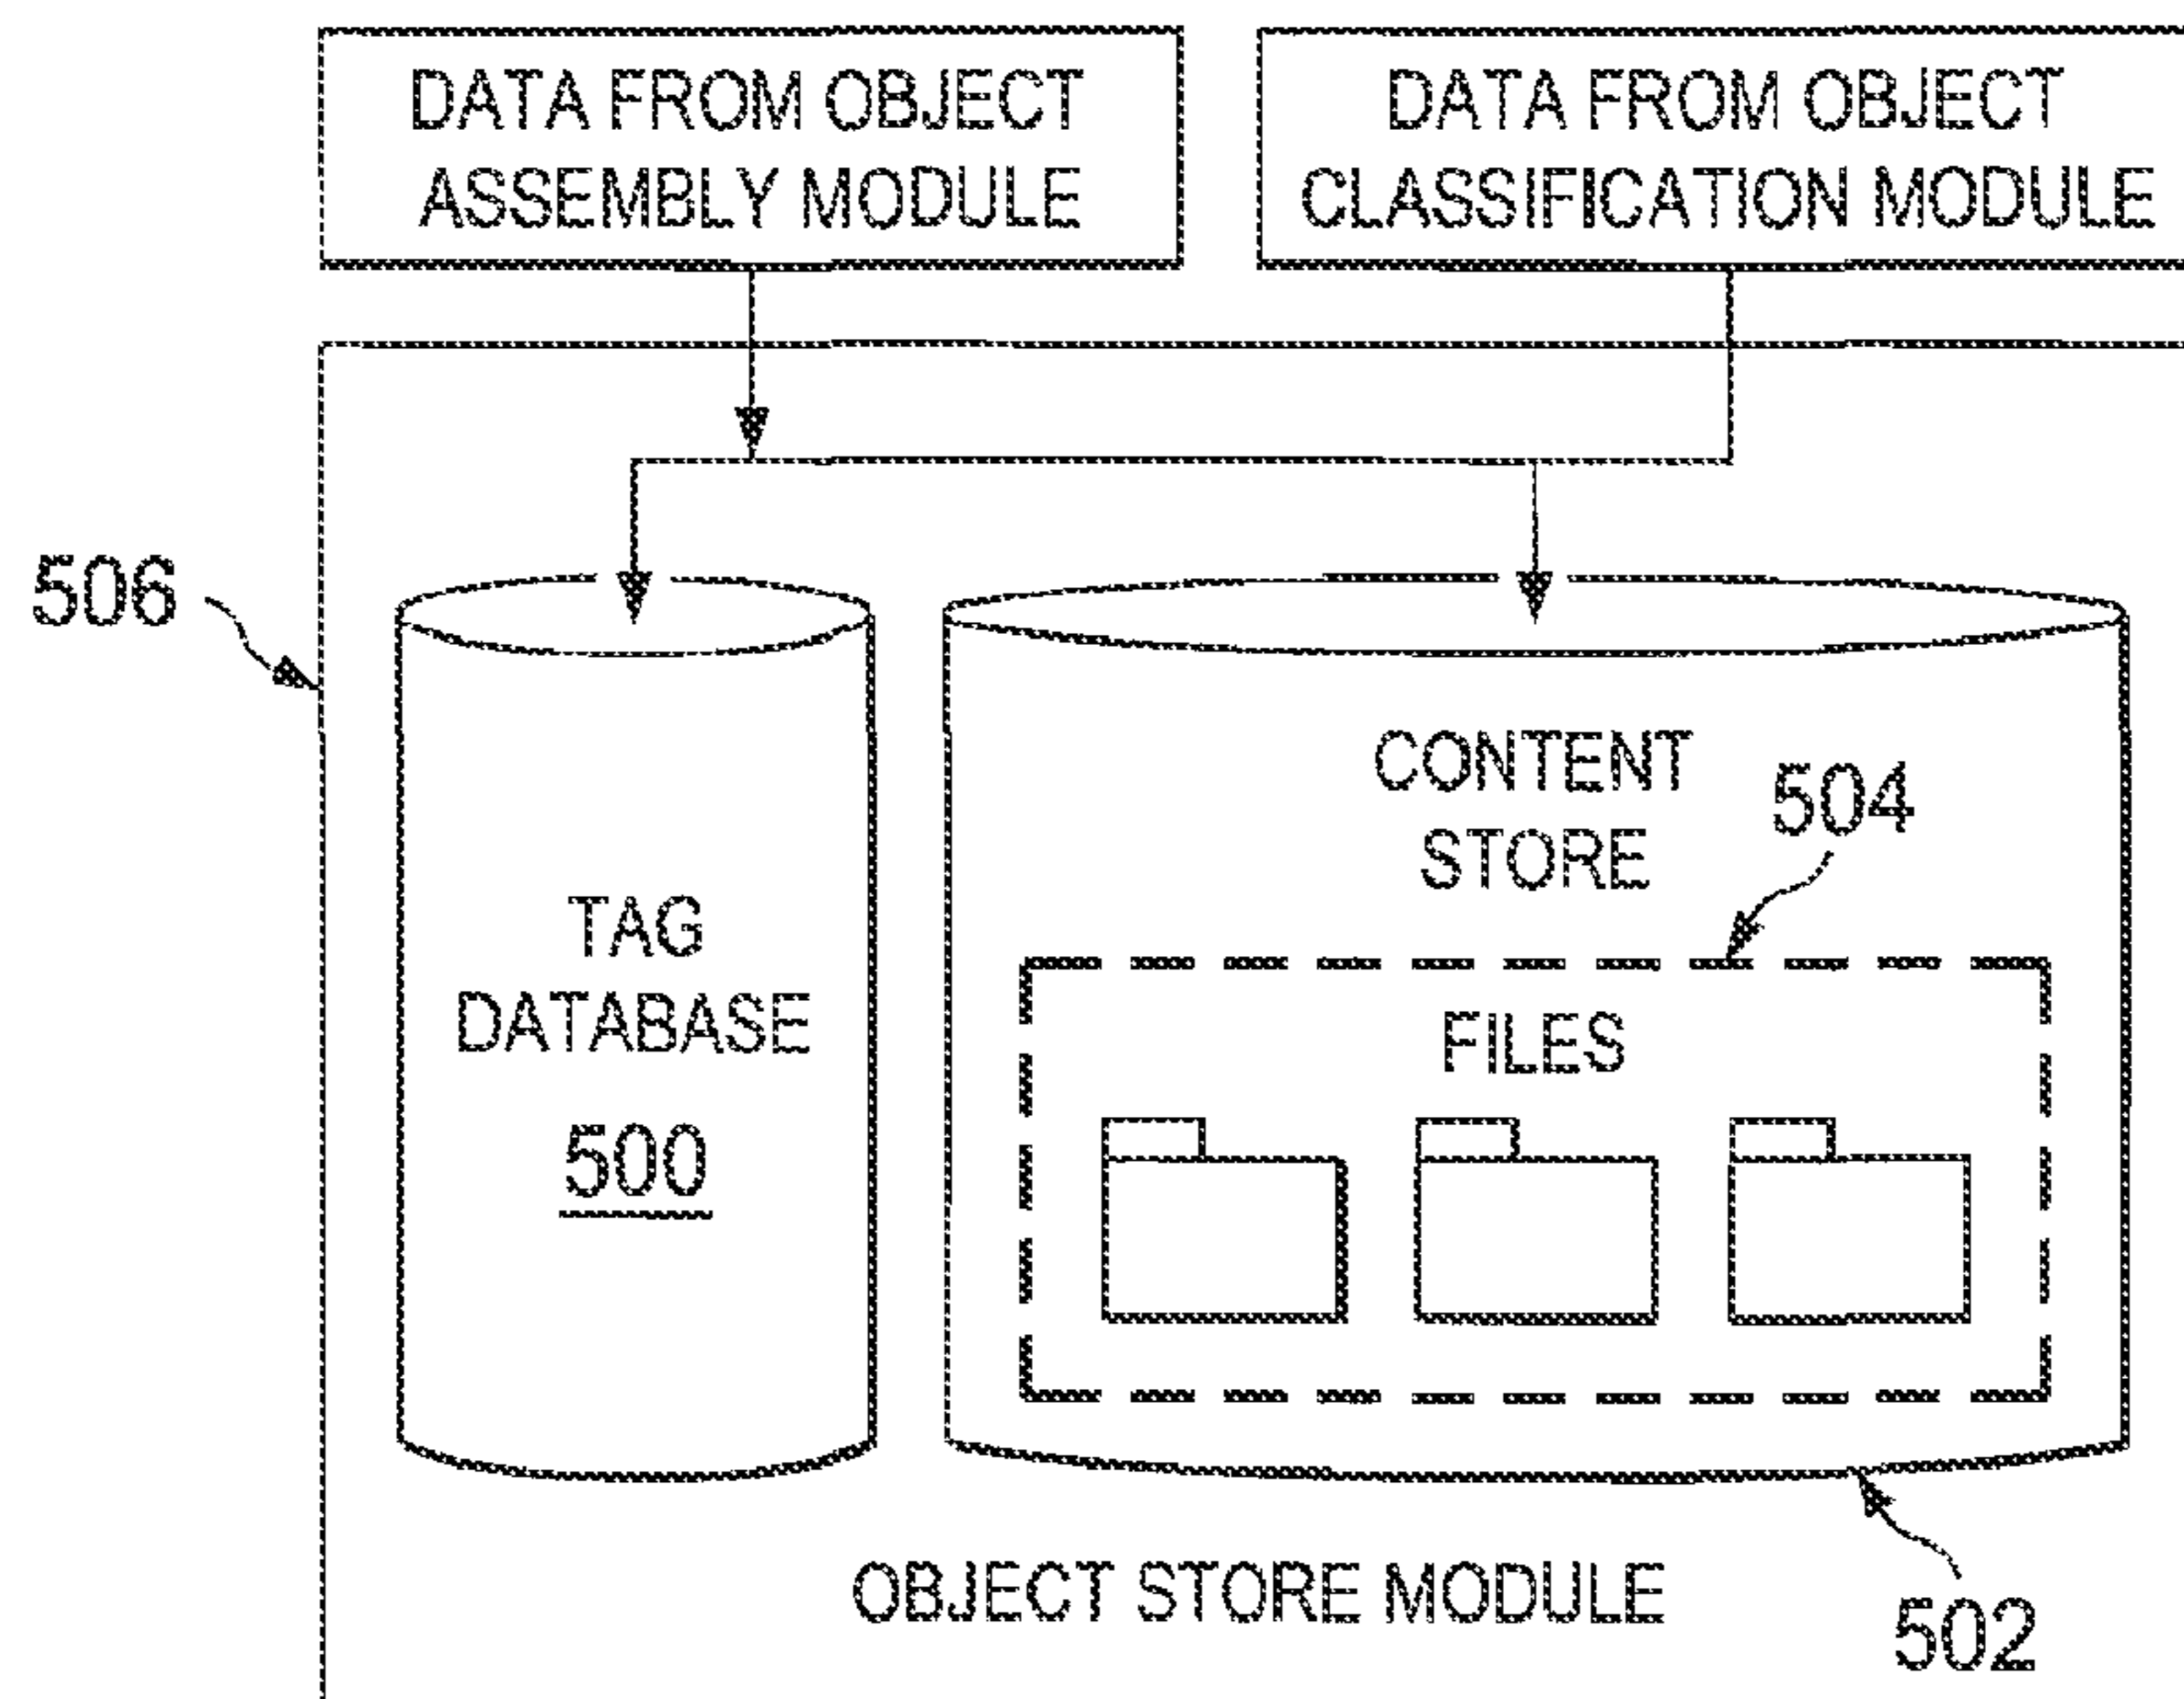 DATA FROM OBJECT
ASSEMBLY MODULE
DATA FROM OBJECT
CLASSIFICATION MODULE
506
CONTENT
STORE
504
TAG
DATABASE
500
FILES
OBJECT STORE MODULE
502